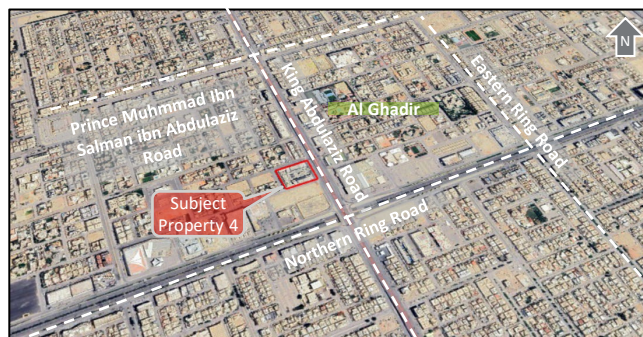 N
Eastern Ring Road
King Abdulaziz Road
Al Ghadir
Prince Muhmmad Ibn
Salman ibn Abdulaziz
Road
Subject
Property 4
Northern Ring Road